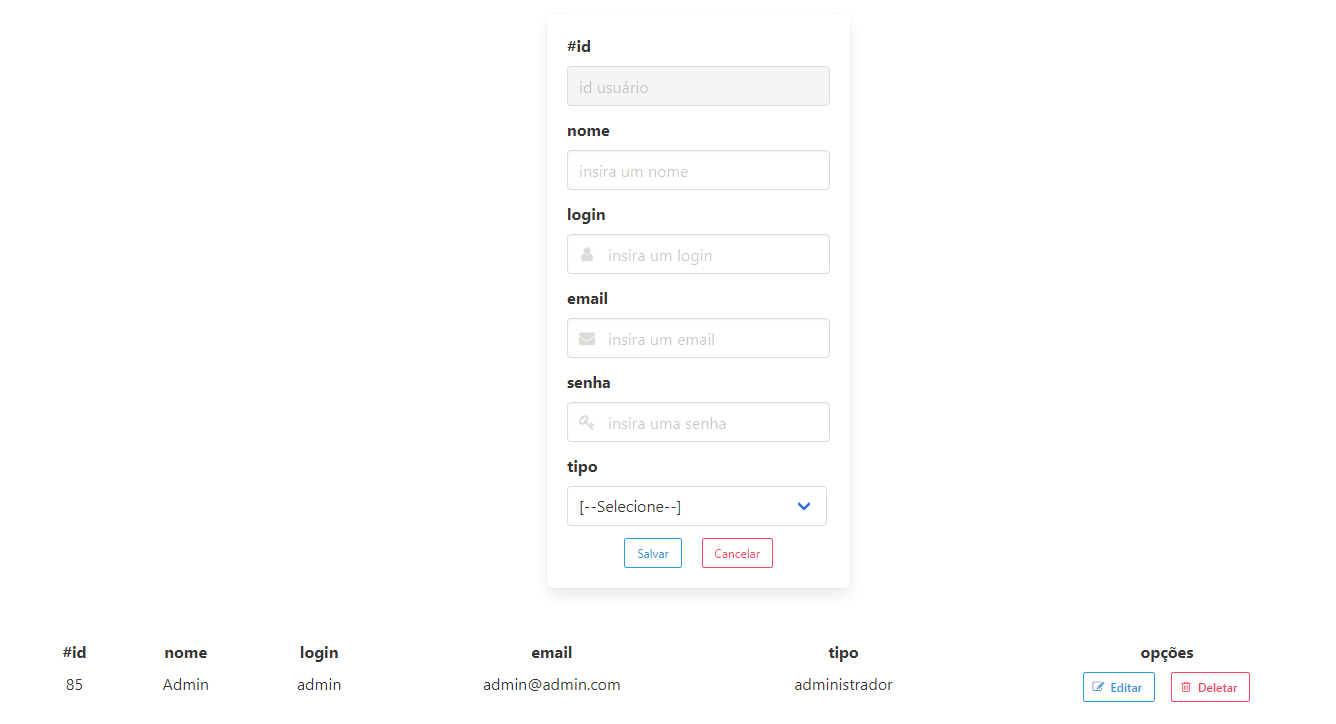 #id
id usuário
nome
insira um nome
login
insira um login
email
insira um email
senha
insira uma senha
tipo
[--Selecione--]
Salvar Cancelar
#id nome login email tipo opções
85 Admin admin admin@admin.com administrador Editar Deletar